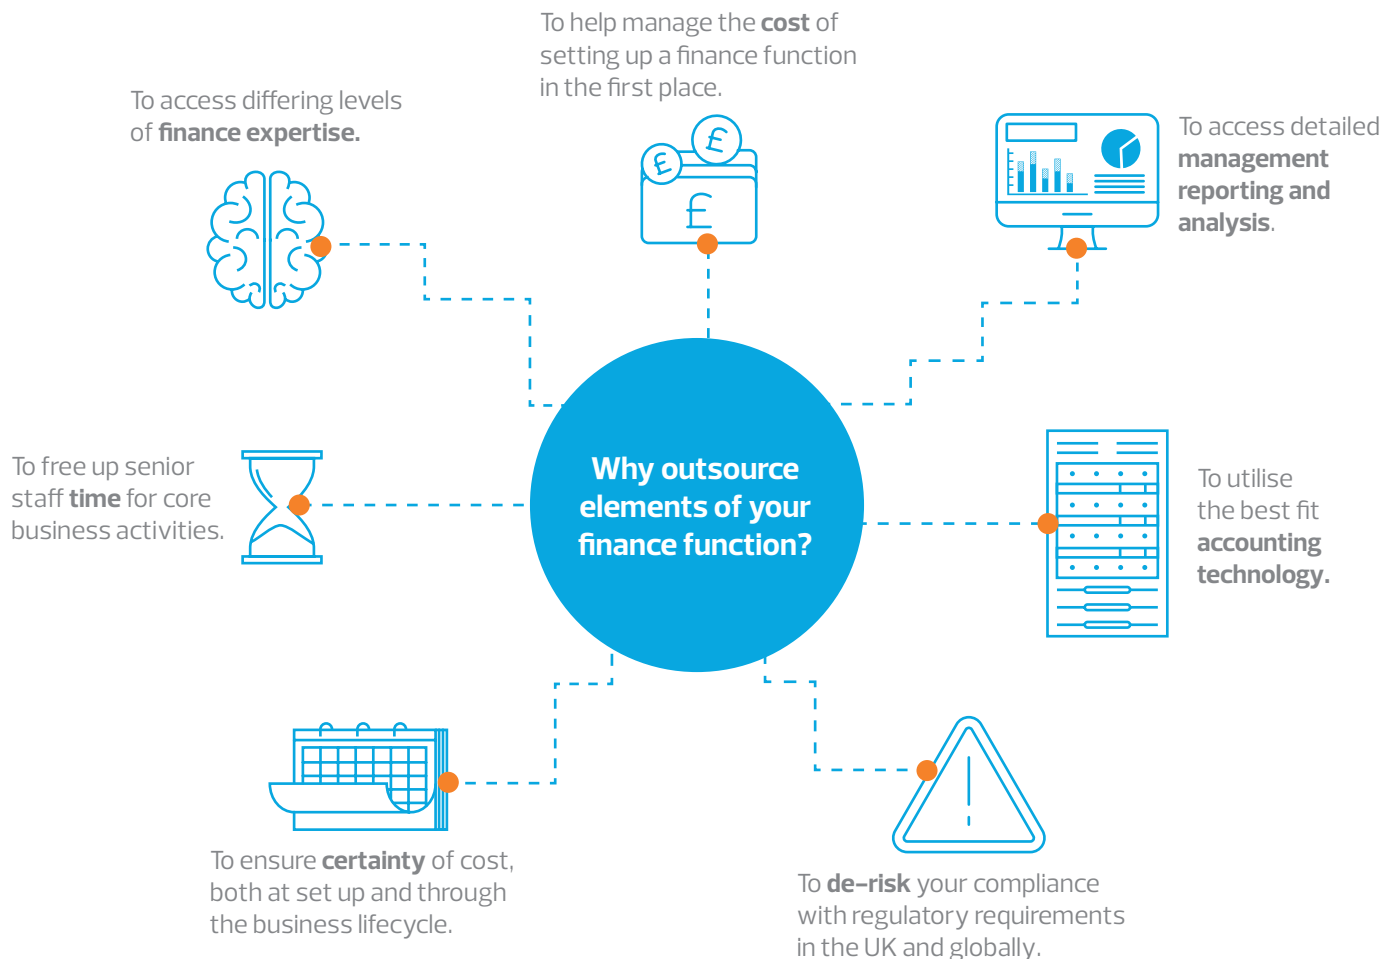 To help manage the cost of
setting up a finance function
in the first place.
To access differing levels
of finance expertise.
To access detailed
management
reporting and
analysis.
£
£
£
Why outsource
elements of your
finance function?
To free up senior
staff time for core
business activities.
To utilise
the best fit
accounting
technology.
To ensure certainty of cost,
both at set up and through
the business lifecycle.
To de-risk your compliance
with regulatory requirements
in the UK and globally.